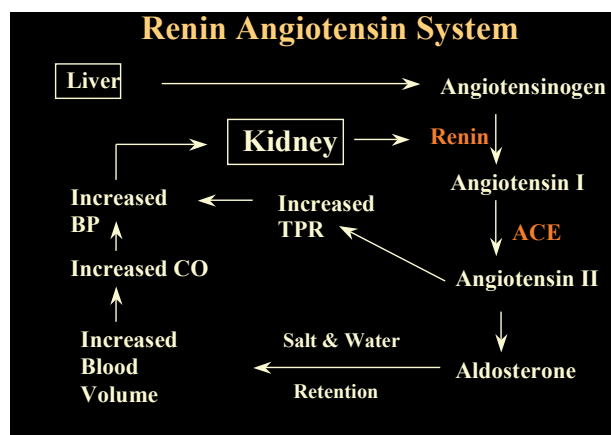 Renin Angiotensin System
Liver
Angiotensinogen
Kidney
Renin
Angiotensin I
Increased
BP
Increased
TPR
ACE
Increased CO
Angiotensin II
Increased
Blood
Volume
Salt & Water
Retention
Aldosterone